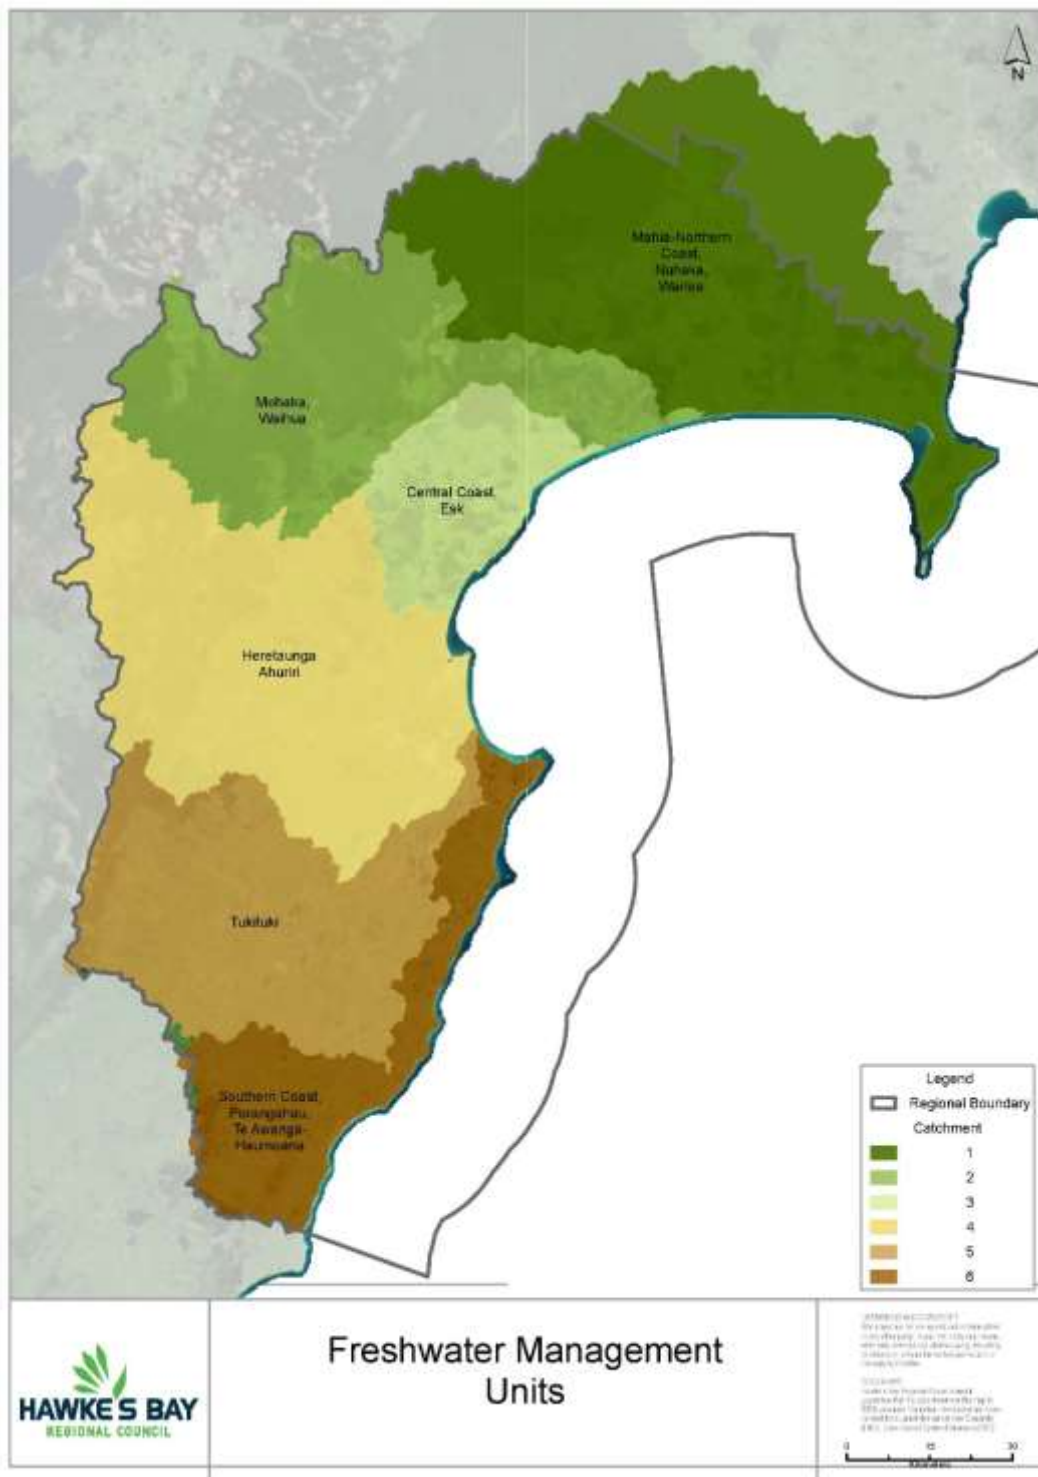 N
Mahia-Northern
Coast,
Nuhaka,
Wairoa
Mohaka,
Waihua
Central Coast,
Esk
Heretaunga
Ahuriri
Tukituki
Southern Coast,
Porangahau,
Te Awanga-
Haumoana
Legend
Regional Boundary
Catchment
1
2
3
4
5
6
HAWKE'S BAY
REGIONAL COUNCIL
Freshwater Management
Units
0 15 30
Kilometres